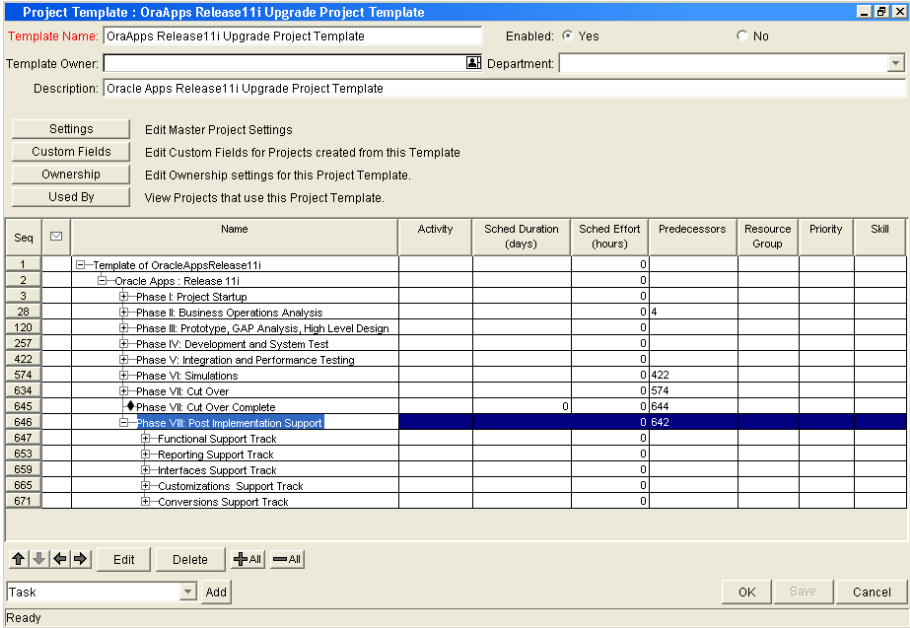 Project Template : OraApps Release11i Upgrade Project Template
Template Name: OraApps Release11i Upgrade Project Template Enabled: Yes No
Template Owner: Department:
Description: Oracle Apps Release11i Upgrade Project Template
Settings Edit Master Project Settings
Custom Fields Edit Custom Fields for Projects created from this Template
Ownership Edit Ownership settings for this Project Template.
Used By View Projects that use this Project Template.
Seq Name Activity Sched Duration (days) Sched Effort (hours) Predecessors Resource Group Priority Skill
1 Template of OracleAppsRelease11i 0
2 Oracle Apps : Release 11i 0
3 Phase I: Project Startup 0
28 Phase II: Business Operations Analysis 0 4
120 Phase III: Prototype, GAP Analysis, High Level Design 0
257 Phase IV: Development and System Test 0
422 Phase V: Integration and Performance Testing 0
574 Phase VI: Simulations 0 422
634 Phase VII: Cut Over 0 574
645 Phase VII: Cut Over Complete 0 0 644
646 Phase VIII: Post Implementation Support 0 642
647 Functional Support Track 0
653 Reporting Support Track 0
659 Interfaces Support Track 0
665 Customizations Support Track 0
671 Conversions Support Track 0
Edit Delete All All
Task Add OK Save Cancel
Ready